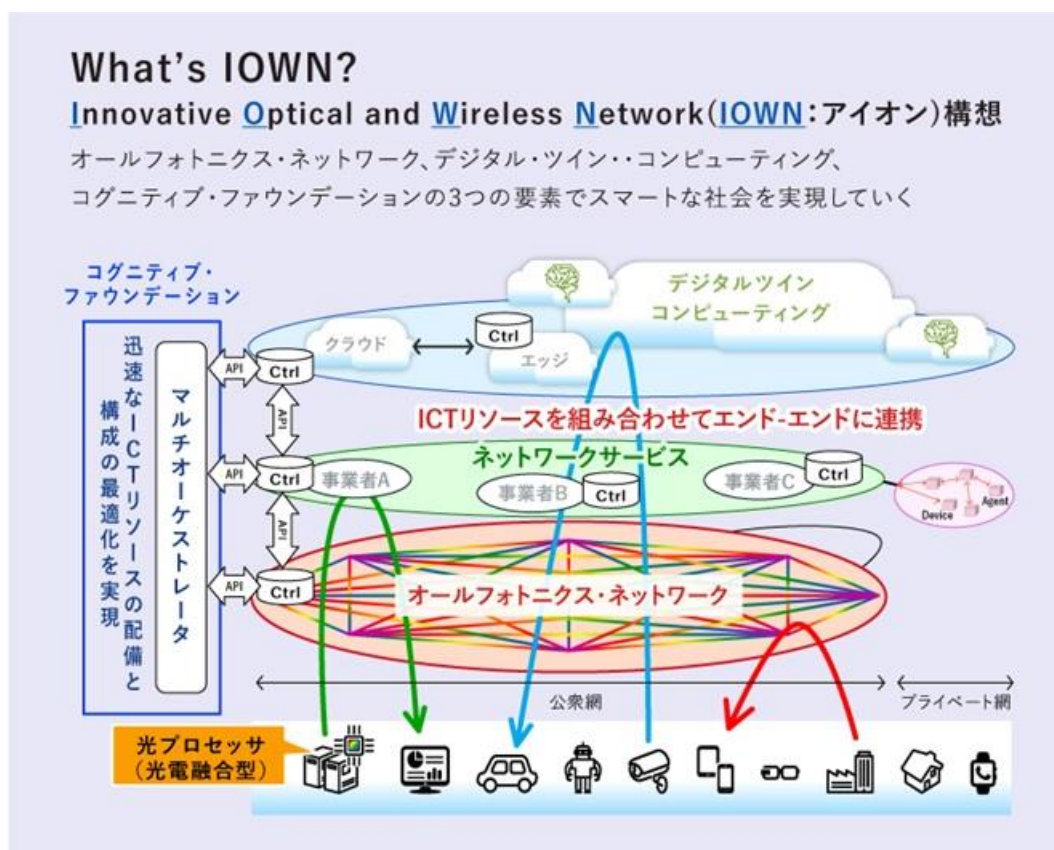 What's IOWN?
Innovative Optical and Wireless Network(IOWN:アイオン)構想
オールフォトニクス・ネットワーク、デジタル・ツイン・・コンピューティング、
コグニティブ・ファウンデーションの3つの要素でスマートな社会を実現していく
コグニティブ・
ファウンデーション
迅速なICTリソースの配備と
構成の最適化を実現
マルチオーケストレータ
API
API
API
API
API
Ctrl
Ctrl
Ctrl
クラウド
Ctrl
エッジ
デジタルツイン
コンピューティング
ICTリソースを組み合わせてエンド-エンドに連携
ネットワークサービス
事業者A
事業者B
Ctrl
事業者C
Ctrl
Device
Agent
オールフォトニクス・ネットワーク
公衆網
プライベート網
光プロセッサ
(光電融合型)